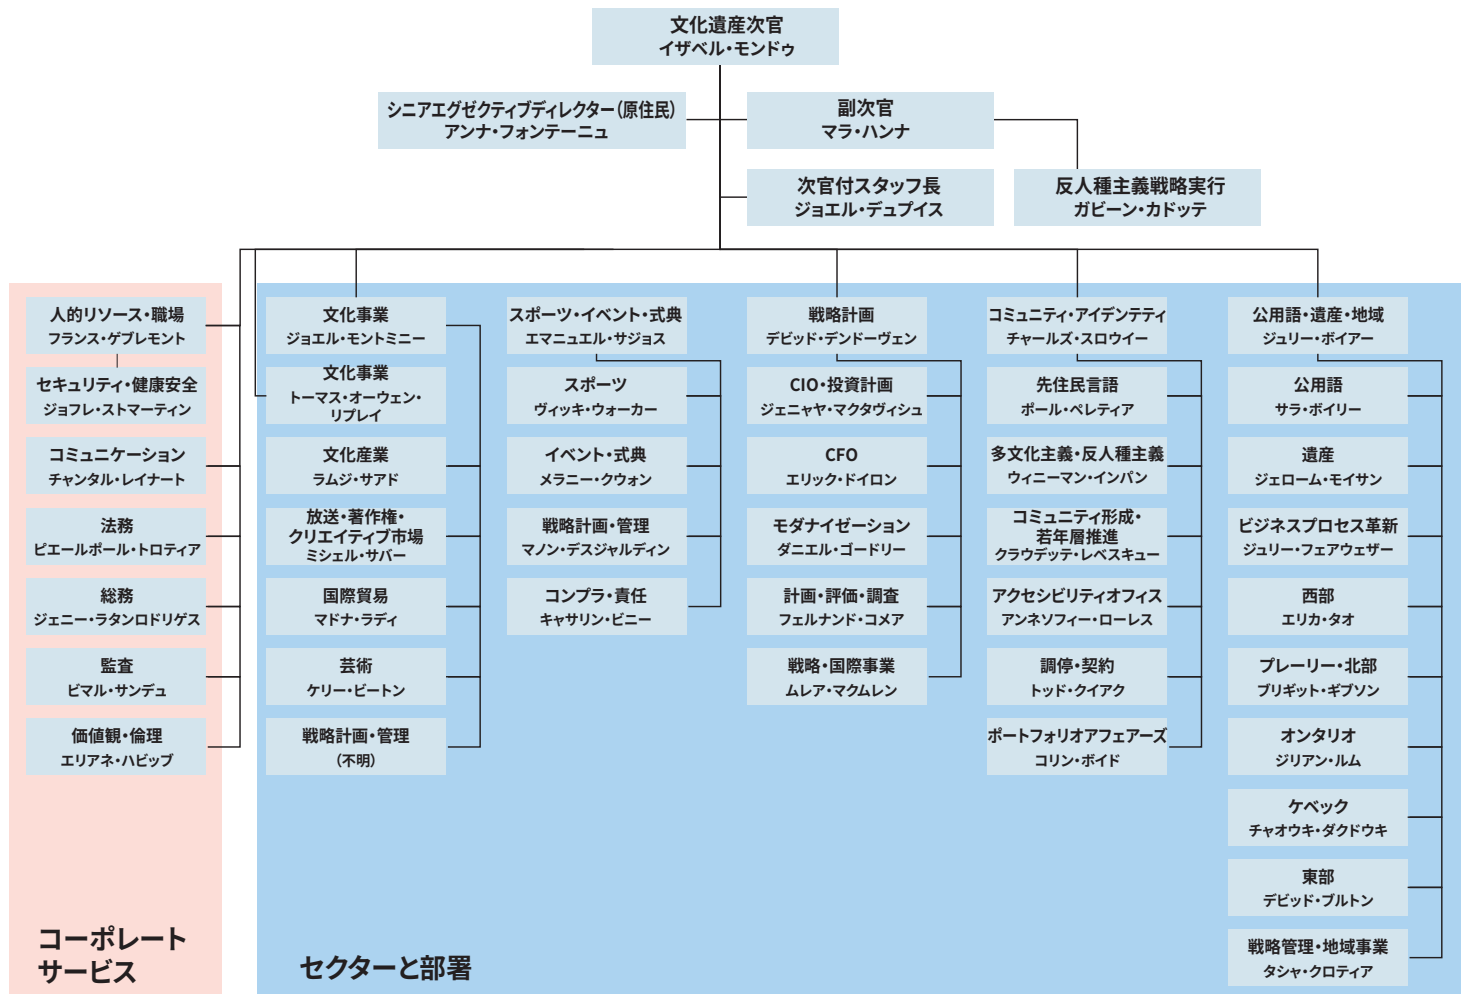 文化遺産次官
イザベル・モンドゥ
シニアエグゼクティブディレクター（原住民）
アンナ・フォンテーニュ
副次官
マラ・ハンナ
次官付スタッフ長
ジョエル・デュプイス
反人種主義戦略実行
ガビーン・カドッテ
人的リソース・職場
フランス・ゲブレモント
セキュリティ・健康安全
ジョフレ・ストマーティン
コミュニケーション
チャンタル・レイナート
法務
ピエールポール・トロティア
総務
ジェニー・ラタンロドリゲス
監査
ビマル・サンデュ
価値観・倫理
エリアネ・ハビッブ
コーポレート
サービス
文化事業
ジョエル・モントミニー
文化事業
トーマス・オーウェン・
リプレイ
文化産業
ラムジ・サアド
放送・著作権・
クリエイティブ市場
ミシェル・サバー
国際貿易
マドナ・ラディ
芸術
ケリー・ビートン
戦略計画・管理
（不明）
スポーツ・イベント・式典
エマニュエル・サジョス
スポーツ
ヴィッキ・ウォーカー
イベント・式典
メラニー・クウォン
戦略計画・管理
マノン・デスジャルディン
コンプラ・責任
キャサリン・ビニー
戦略計画
デビッド・デンドーヴェン
CIO・投資計画
ジェニャヤ・マクタヴィシュ
CFO
エリック・ドイロン
モダナイゼーション
ダニエル・ゴードリー
計画・評価・調査
フェルナンド・コメア
戦略・国際事業
ムレア・マクムレン
コミュニティ・アイデンテティ
チャールズ・スロウイー
先住民言語
ポール・ペレティア
多文化主義・反人種主義
ウィニーマン・インパン
コミュニティ形成・
若年層推進
クラウデッテ・レベスキュー
アクセシビリティオフィス
アンネソフィー・ローレス
調停・契約
トッド・クイアク
ポートフォリオアフェアーズ
コリン・ボイド
公用語・遺産・地域
ジュリー・ボイアー
公用語
サラ・ボイリー
遺産
ジェローム・モイサン
ビジネスプロセス革新
ジュリー・フェアウェザー
西部
エリカ・タオ
プレーリー・北部
ブリギット・ギブソン
オンタリオ
ジリアン・ルム
ケベック
チャオウキ・ダクドウキ
東部
デビッド・ブルトン
戦略管理・地域事業
タシャ・クロティア
セクターと部署